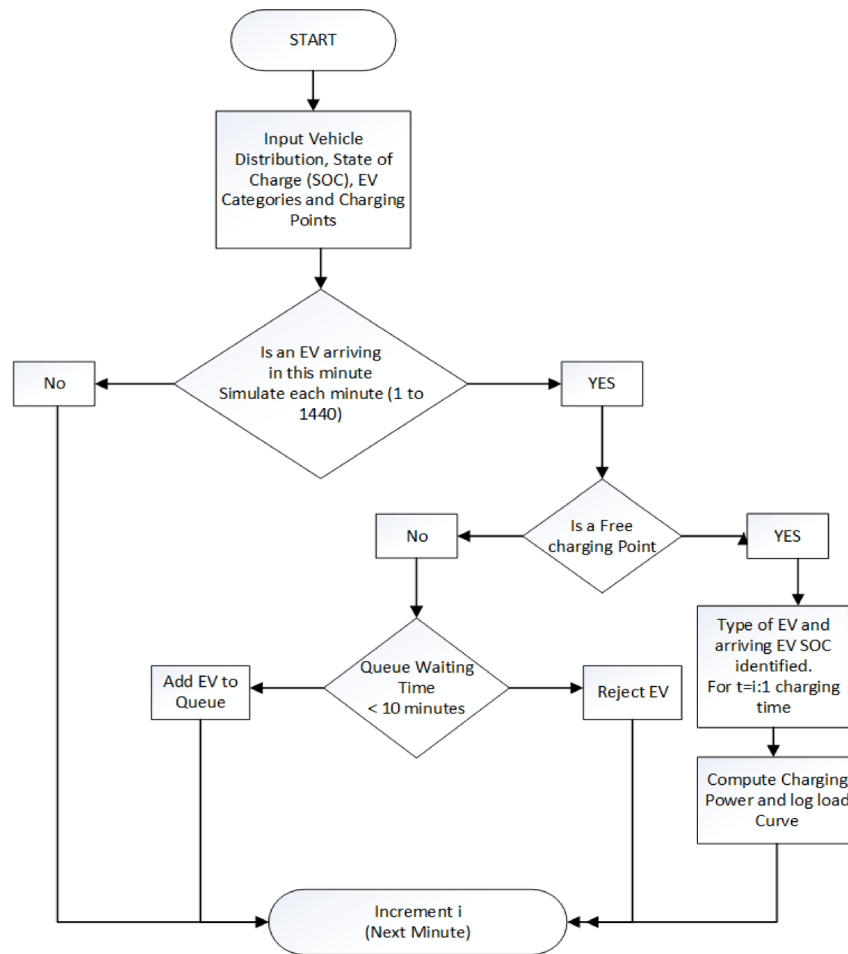 START
Input Vehicle
Distribution, State of
Charge (SOC), EV
Categories and Charging
Points
Is an EV arriving
in this minute
Simulate each minute (1 to
1440)
No
YES
Is a Free
charging Point
No
YES
Queue Waiting
Time
< 10 minutes
Add EV to
Queue
Reject EV
Type of EV and
arriving EV SOC
identified.
For t=i:1 charging
time
Compute Charging
Power and log load
Curve
Increment i
(Next Minute)